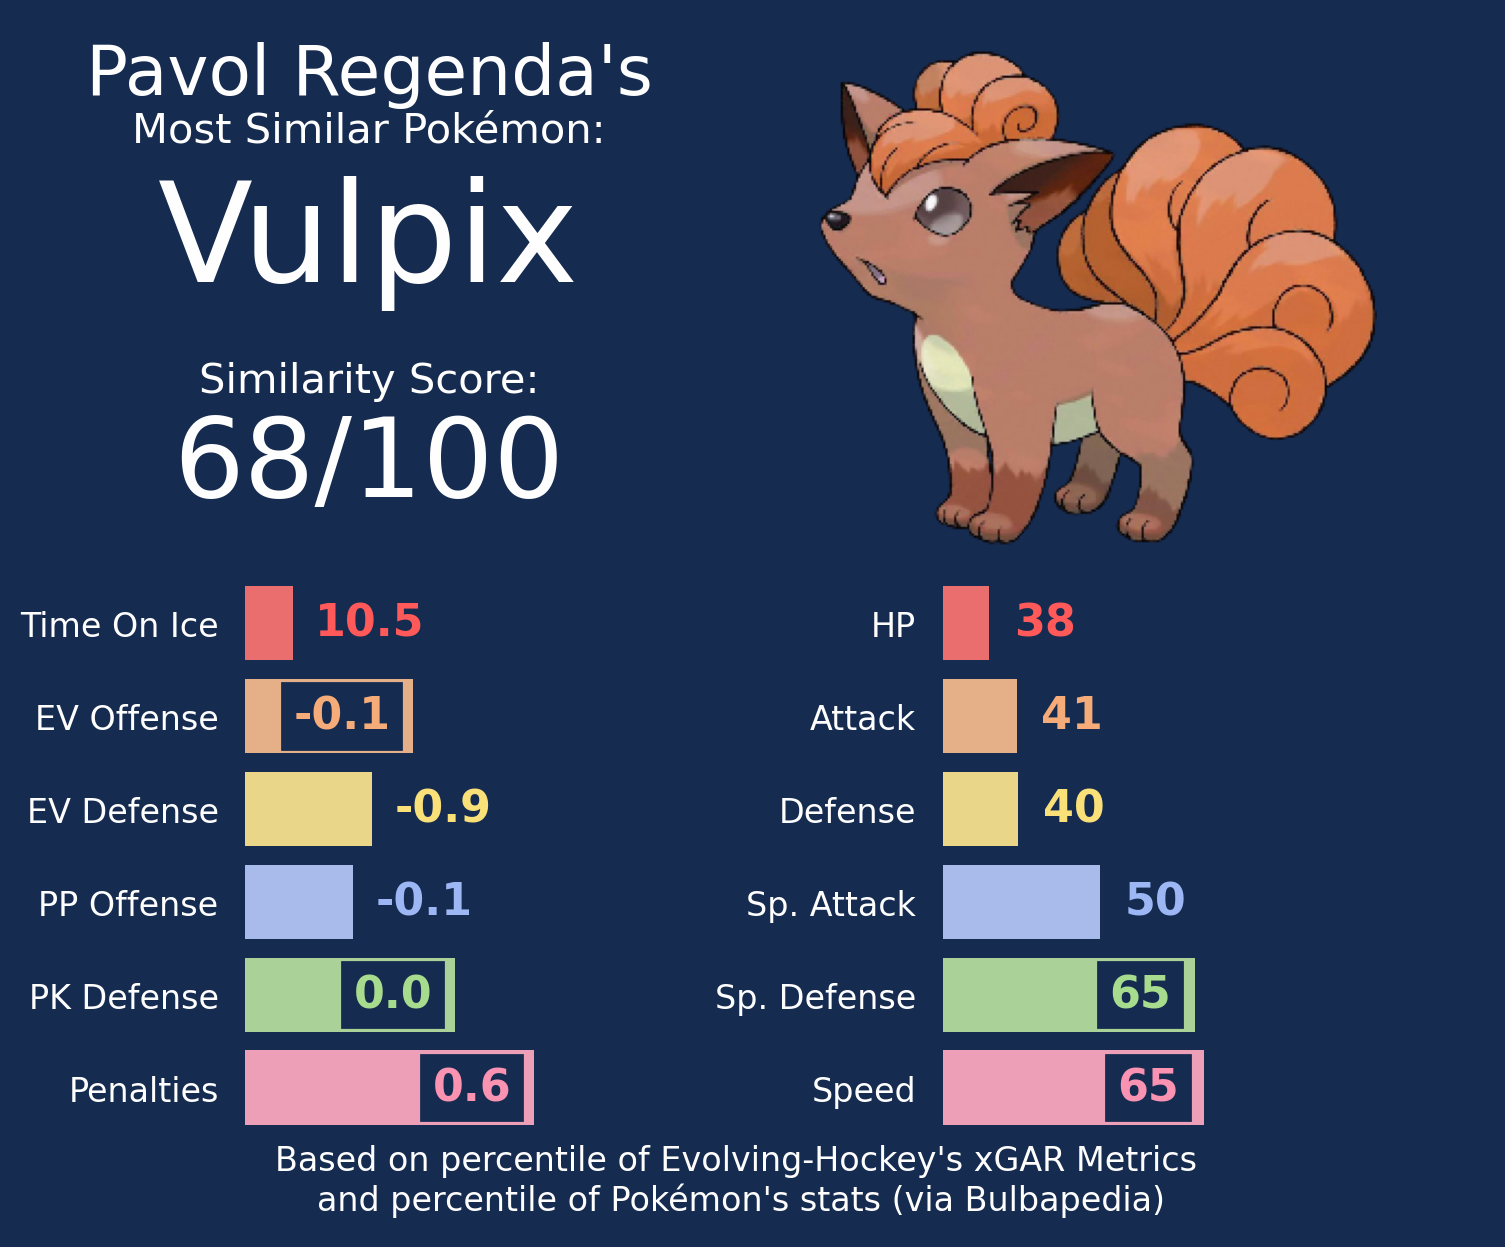 Pavol Regenda's
Most Similar Pokémon:
Vulpix
Similarity Score:
68/100
Time On Ice 10.5
EV Offense -0.1
EV Defense -0.9
PP Offense -0.1
PK Defense 0.0
Penalties 0.6
HP 38
Attack 41
Defense 40
Sp. Attack 50
Sp. Defense 65
Speed 65
Based on percentile of Evolving-Hockey's xGAR Metrics
and percentile of Pokémon's stats (via Bulbapedia)